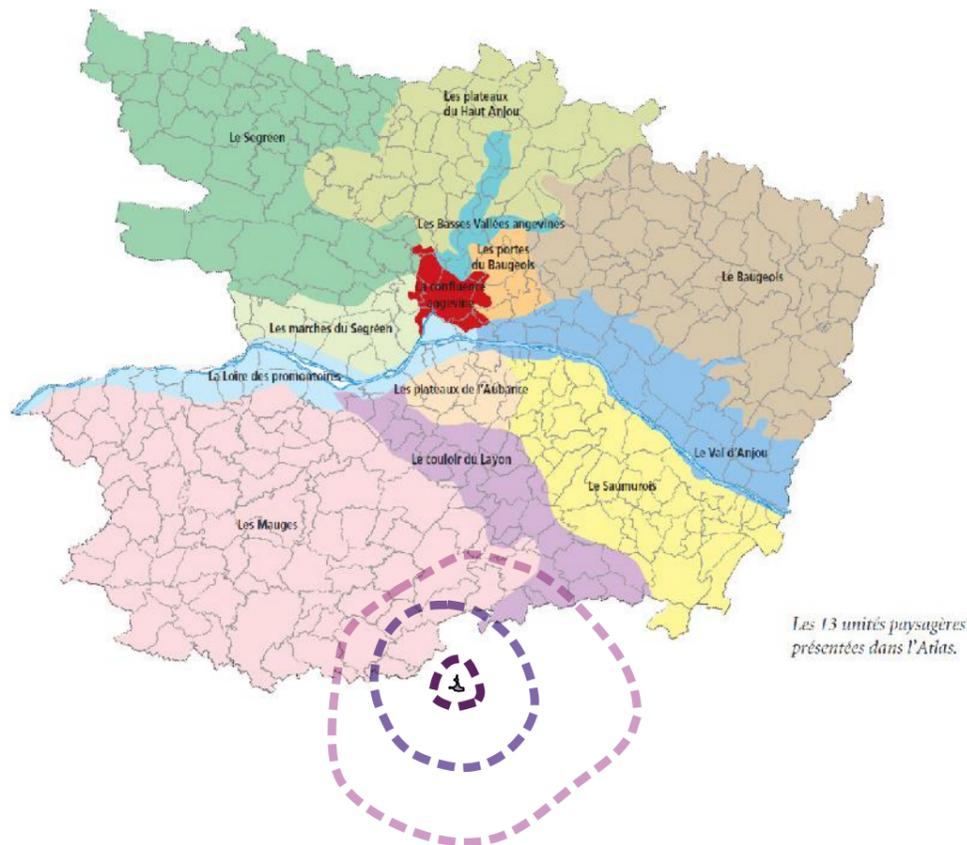 Les plateaux
du Haut Anjou
Le Segréen
Les Basses Vallées angevines
Les portes
du Baugeois
Le Baugeois
La confluence
angevine
Les marches du Segréen
La Loire des promontoires
Les plateaux de l'Aubance
Le couloir du Layon
Le Val d'Anjou
Le Saumurois
Les Mauges
Les 13 unités paysagères
présentées dans l'Atlas.